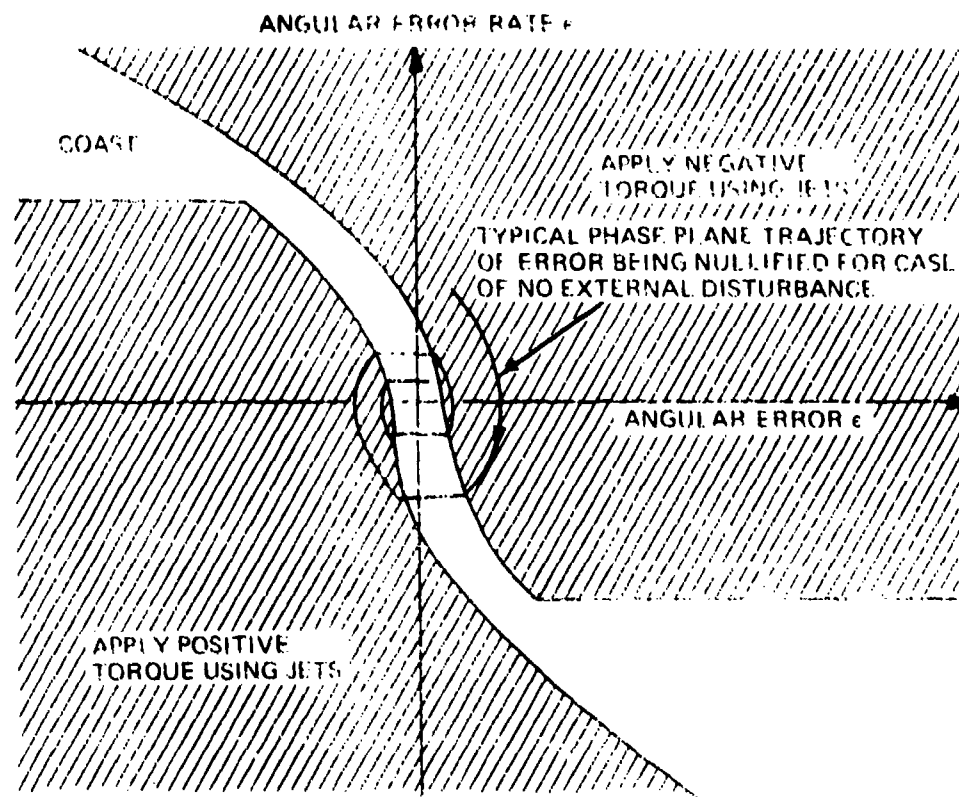 ANGULAR ERROR RATE ε
COAST
APPLY NEGATIVE
TORQUE USING JETS
TYPICAL PHASE PLANE TRAJECTORY
OF ERROR BEING NULLIFIED FOR CASE
OF NO EXTERNAL DISTURBANCE
ANGULAR ERROR ε
APPLY POSITIVE
TORQUE USING JETS